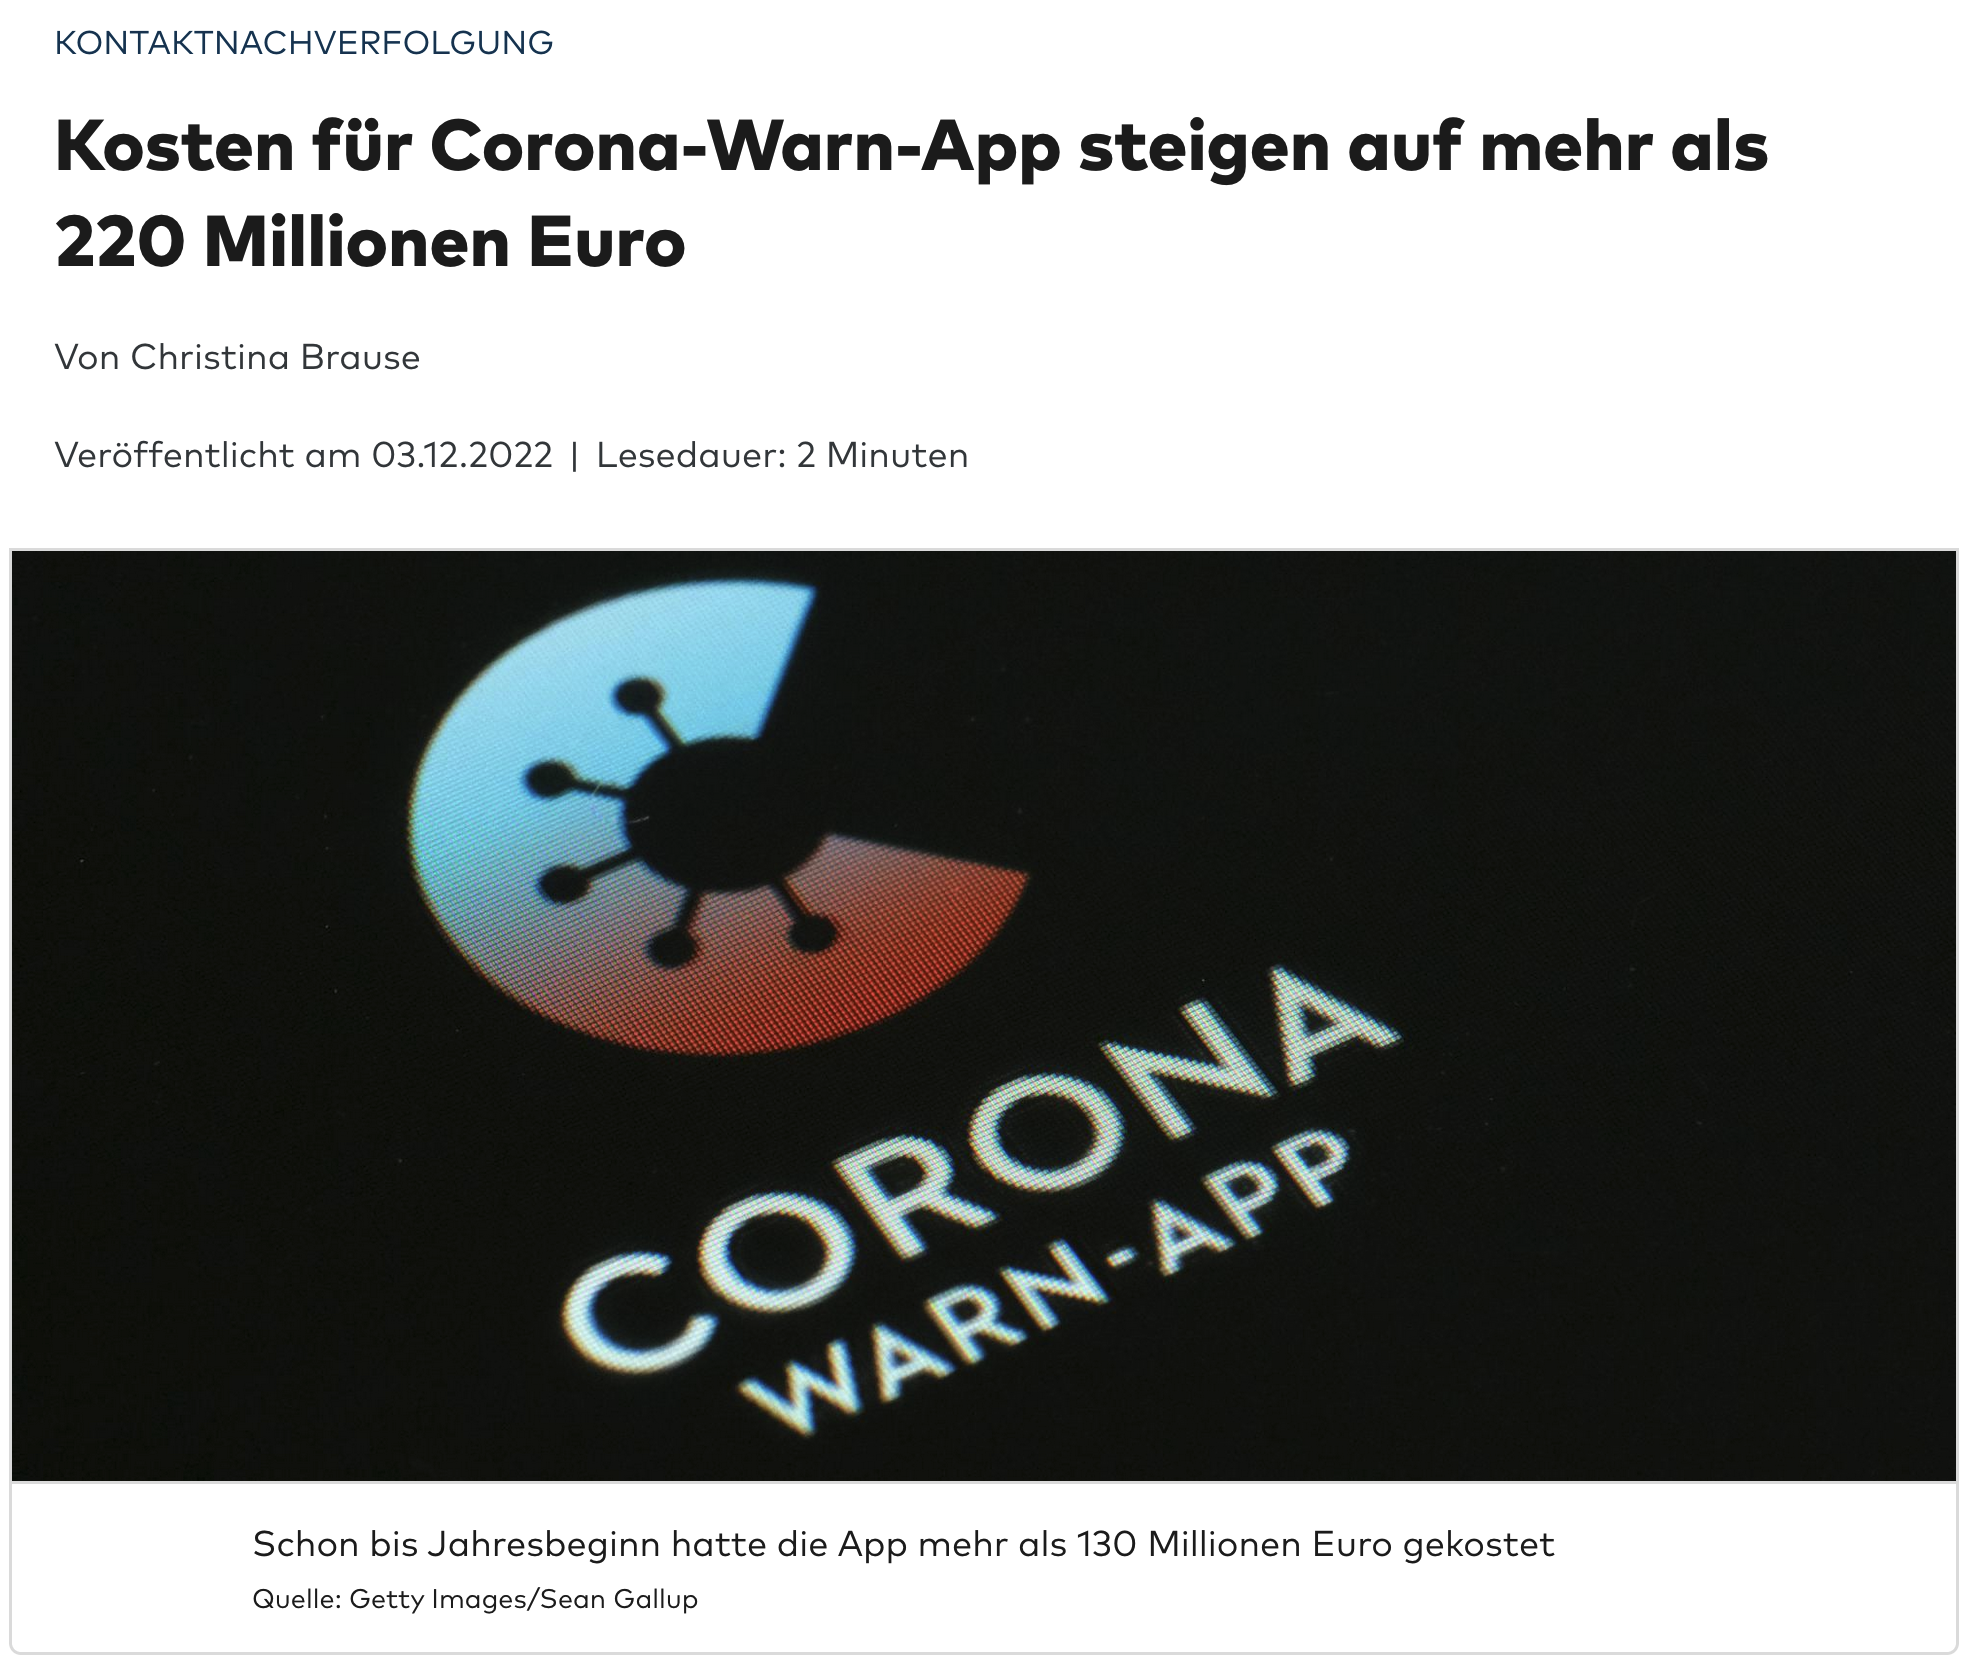 KONTAKTNACHVERFOLGUNG
Kosten für Corona-Warn-App steigen auf mehr als
220 Millionen Euro
Von Christina Brause
Veröffentlicht am 03.12.2022 | Lesedauer: 2 Minuten
CORONA
WARN-APP
Schon bis Jahresbeginn hatte die App mehr als 130 Millionen Euro gekostet
Quelle: Getty Images/Sean Gallup